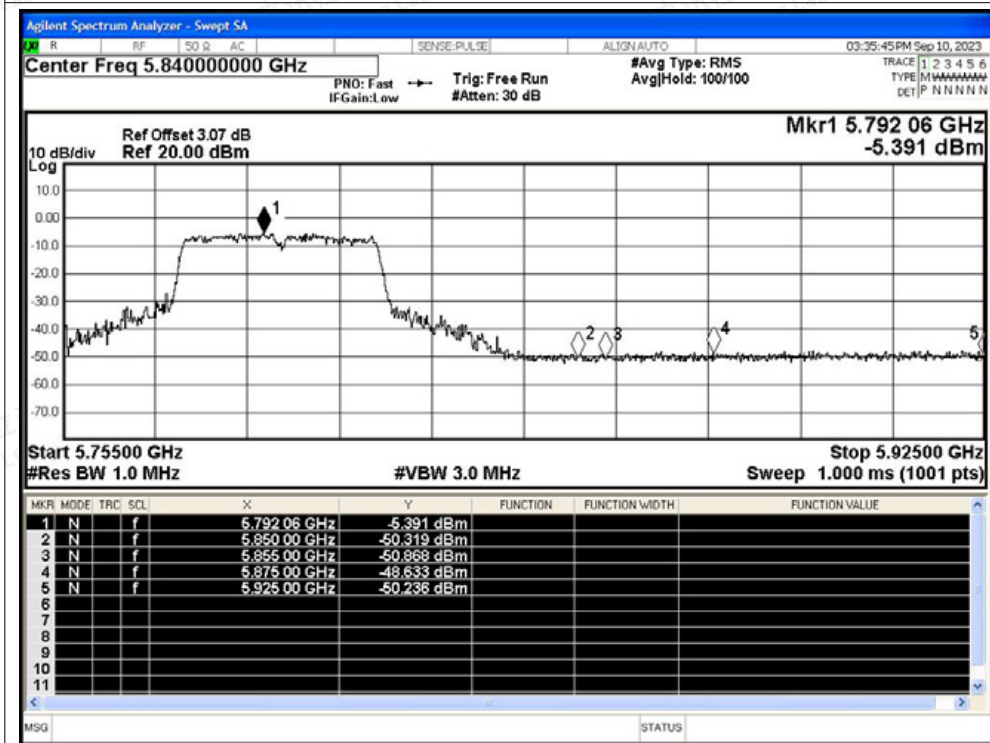 Agilent Spectrum Analyzer - Swept SA
R RF 50 Ω AC SENSE:PULSE ALIGN AUTO 03:35:45 PM Sep 10, 2023
Center Freq 5.840000000 GHz #Avg Type: RMS TRACE 1 2 3 4 5 6
PNO: Fast Trig: Free Run Avg|Hold: 100/100 TYPE M
IFGain:Low #Atten: 30 dB DET P N N N N N
Mkr1 5.792 06 GHz
Ref Offset 3.07 dB
10 dB/div Ref 20.00 dBm -5.391 dBm
Log
10.0
0.00
1
-10.0
-20.0
-30.0
-40.0
2 3 4 5
-50.0
-60.0
-70.0
Start 5.75500 GHz Stop 5.92500 GHz
#Res BW 1.0 MHz #VBW 3.0 MHz Sweep 1.000 ms (1001 pts)
MKR MODE TRC SCL X Y FUNCTION FUNCTION WIDTH FUNCTION VALUE
1 N f 5.792 06 GHz -5.391 dBm
2 N f 5.850 00 GHz -50.319 dBm
3 N f 5.855 00 GHz -50.868 dBm
4 N f 5.875 00 GHz -48.633 dBm
5 N f 5.925 00 GHz -50.236 dBm
6
7
8
9
10
11
MSG STATUS